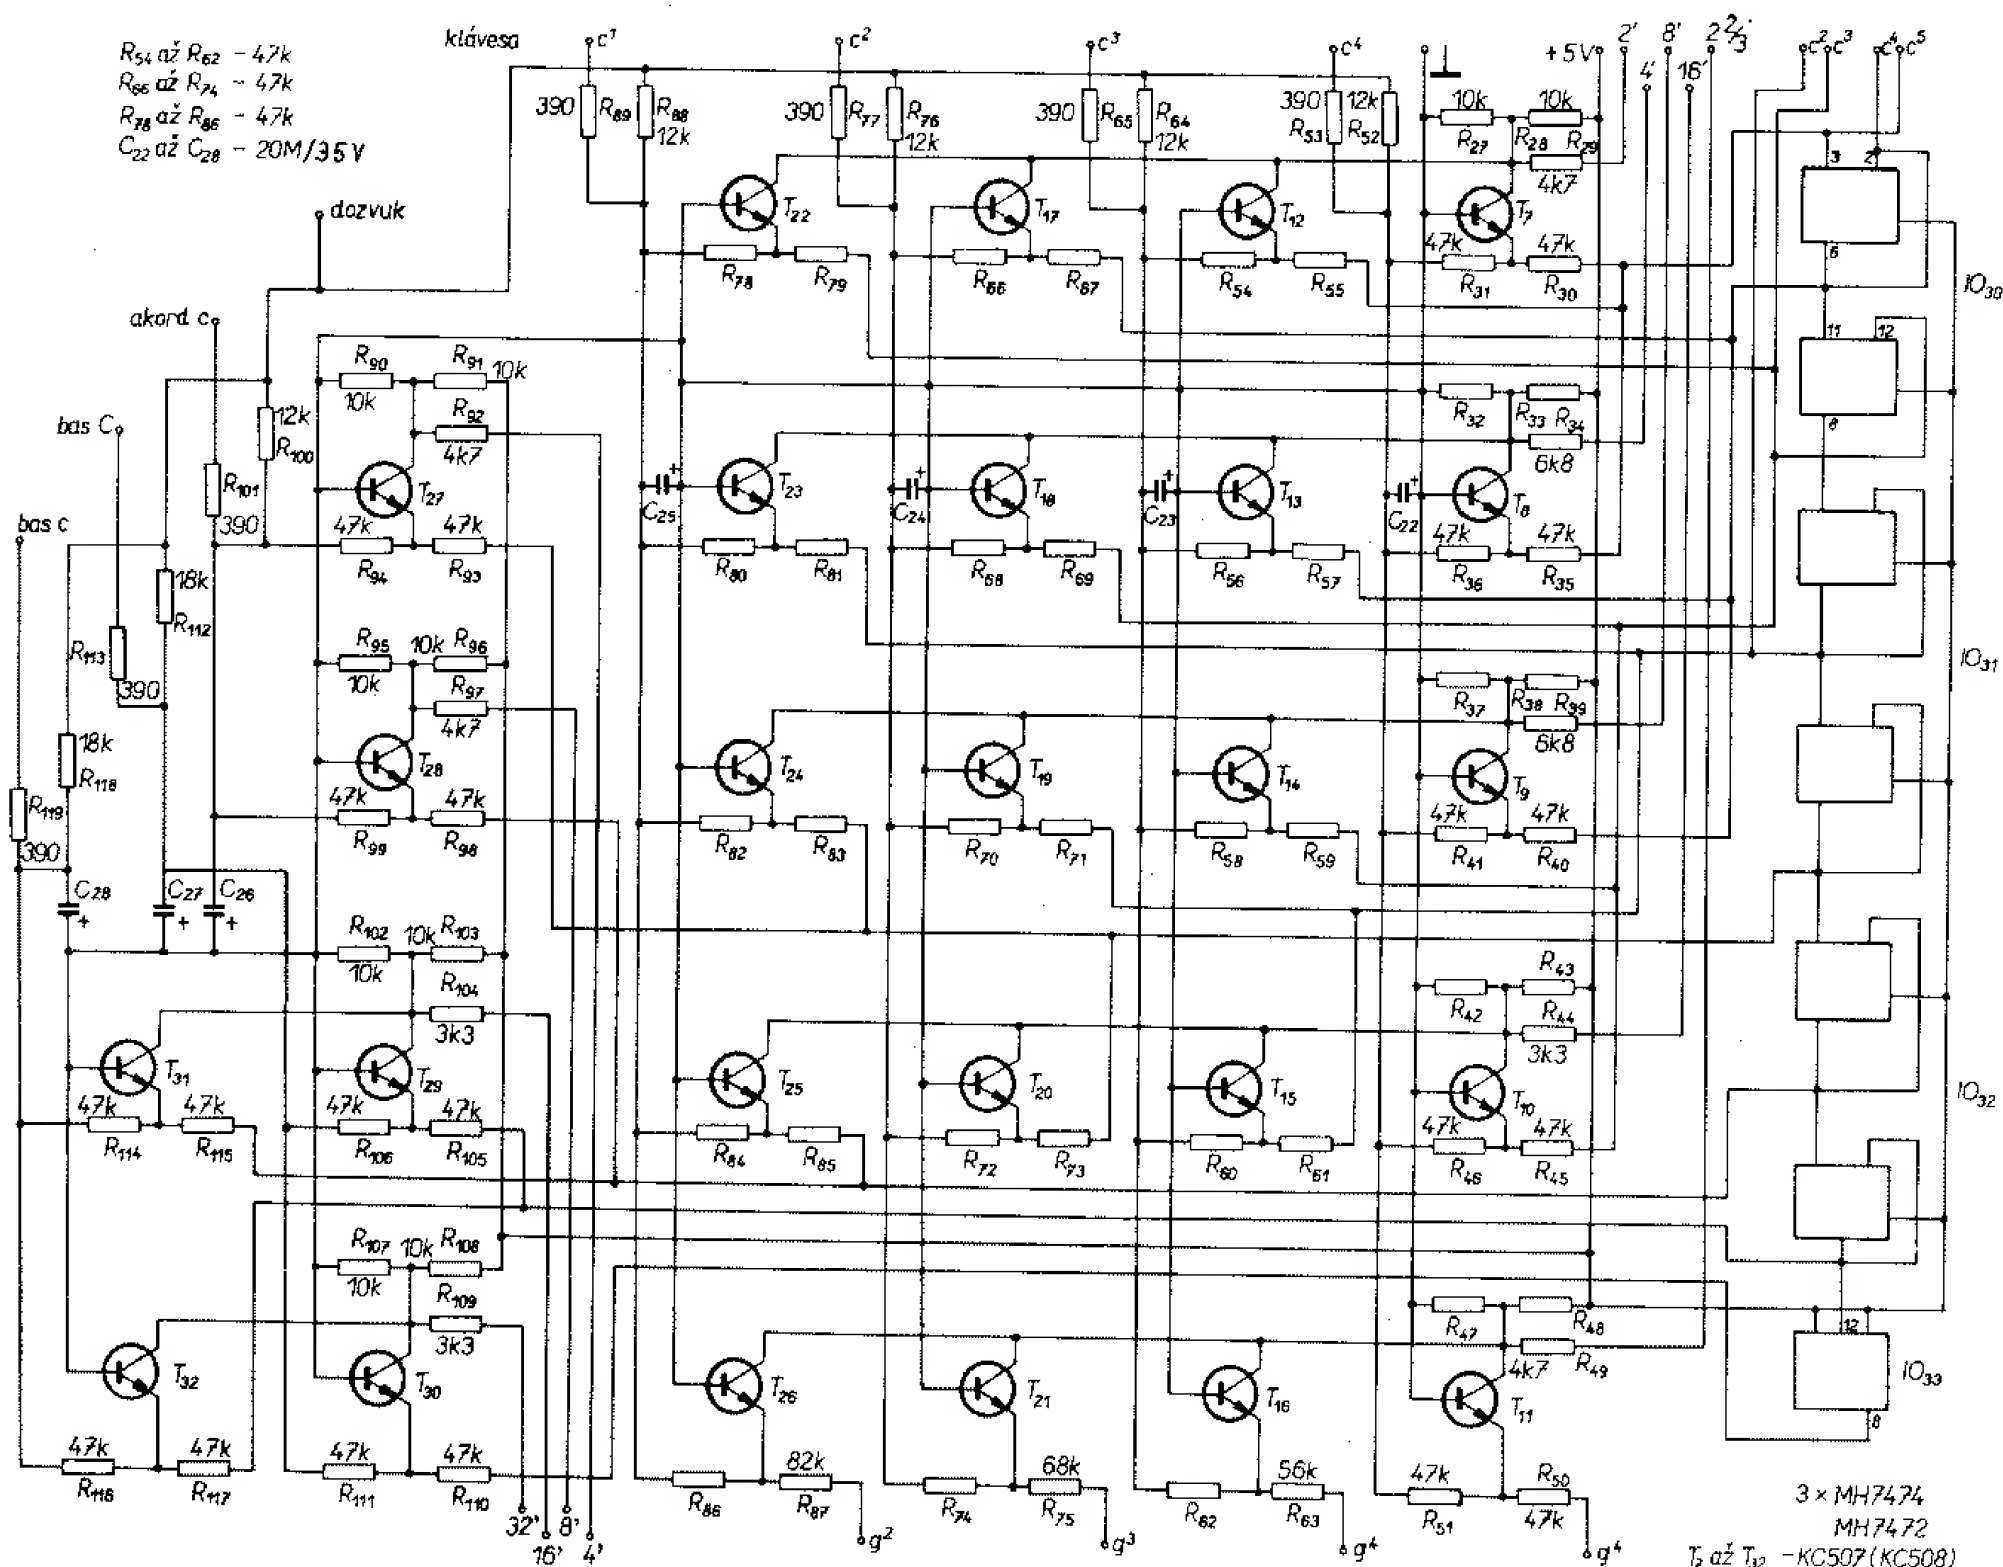 R54 až R62 - 47k
R66 až R74 - 47k
R78 až R86 - 47k
C22 až C28 - 20M/35V
klávesa
c1
c2
c3
c4
+5V
2'
4'
8'
16'
2 2/3'
c2
c3
c4
c5
390
R89
R88
12k
390
R77
R76
12k
390
R65
R64
12k
390
R53
12k
R52
10k
R27
10k
R28
R29
4k7
3
2
6
IO30
dozvuk
T22
T17
T12
T7
R78
R79
R66
R67
R54
R55
47k
R31
47k
R30
akord c
bas C
bas c
R90
10k
R91
10k
R92
4k7
12k
R100
R101
390
T27
47k
R94
47k
R93
11
12
8
R32
R33
R34
6k8
C25
T23
C24
T18
C23
T13
C22
T8
R80
R81
R68
R69
R56
R57
47k
R36
47k
R35
18k
R112
R113
390
R95
10k
10k
R96
R97
4k7
T28
47k
R99
47k
R98
IO31
R37
R38
R39
6k8
T24
T19
T14
T9
R82
R83
R70
R71
R58
R59
47k
R41
47k
R40
18k
R118
R119
390
C28
+
C27
+
C26
+
R102
10k
10k
R103
R104
3k3
T31
T29
47k
R114
47k
R115
47k
R106
47k
R105
R42
R43
R44
3k3
T25
T20
T15
T10
R84
R85
R72
R73
R60
R61
47k
R46
47k
R45
IO32
R107
10k
10k
R108
R109
3k3
T32
T30
47k
R116
47k
R117
47k
R111
47k
R110
R47
R48
4k7
R49
12
8
IO33
T26
T21
T16
T11
R86
82k
R87
R74
68k
R75
R62
56k
R63
47k
R51
R50
47k
32'
16'
8'
4'
g2
g3
g4
g4
3 × MH7474
MH7472
T7 až T32 - KC507 (KC508)